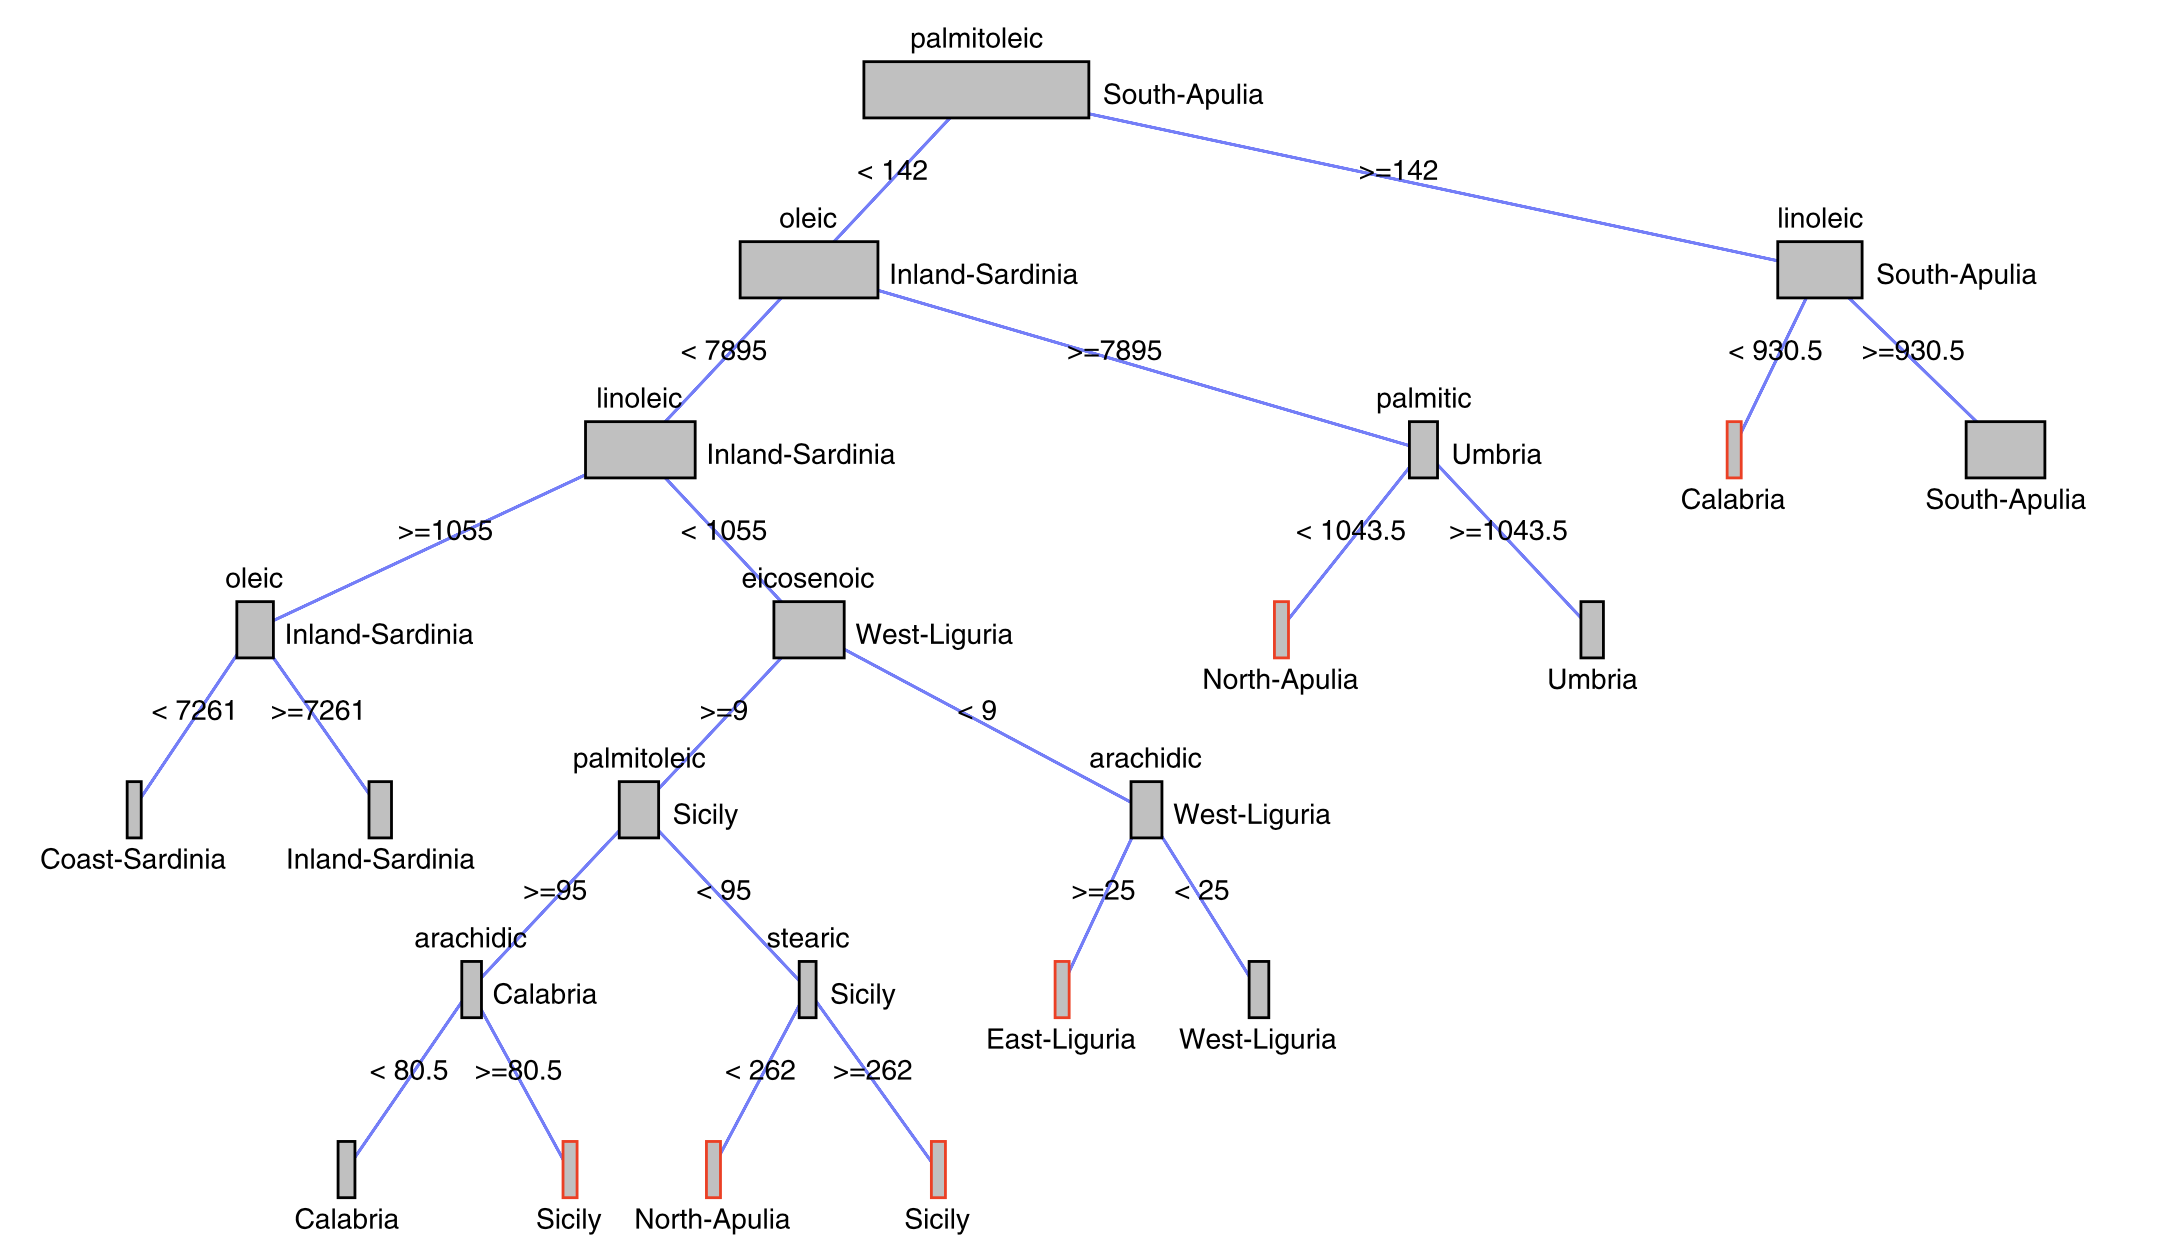 palmitoleic
South-Apulia
< 142
>=142
oleic
linoleic
Inland-Sardinia
South-Apulia
< 7895
>=7895
< 930.5
>=930.5
linoleic
palmitic
Inland-Sardinia
Umbria
Calabria
South-Apulia
>=1055
< 1055
< 1043.5
>=1043.5
oleic
eicosenoic
Inland-Sardinia
West-Liguria
North-Apulia
Umbria
< 7261
>=7261
>=9
< 9
palmitoleic
arachidic
Sicily
West-Liguria
Coast-Sardinia
Inland-Sardinia
>=95
< 95
>=25
< 25
arachidic
stearic
Calabria
Sicily
East-Liguria
West-Liguria
< 80.5
>=80.5
< 262
>=262
Calabria
Sicily
North-Apulia
Sicily